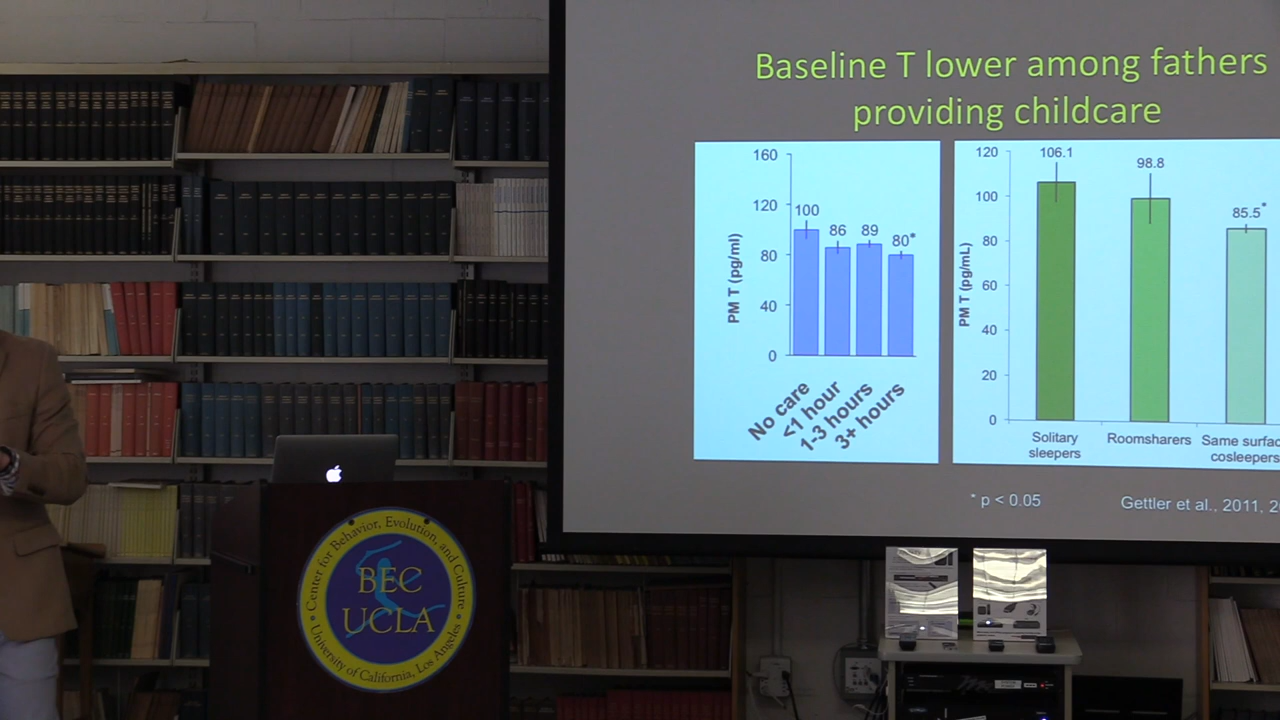 Baseline T lower among fathers
providing childcare
160
120
80
40
0
PM T (pg/ml)
100
86
89
80*
No care
<1 hour
1-3 hours
3+ hours
120
100
80
60
40
20
0
PM T (pg/mL)
106.1
98.8
85.5*
Solitary
sleepers
Roomsharers
Same
cosleepers
* p < 0.05
Gettler et al., 2011,
Center for Behavior, Evolution, and Culture
BEC
UCLA
University of California, Los Angeles